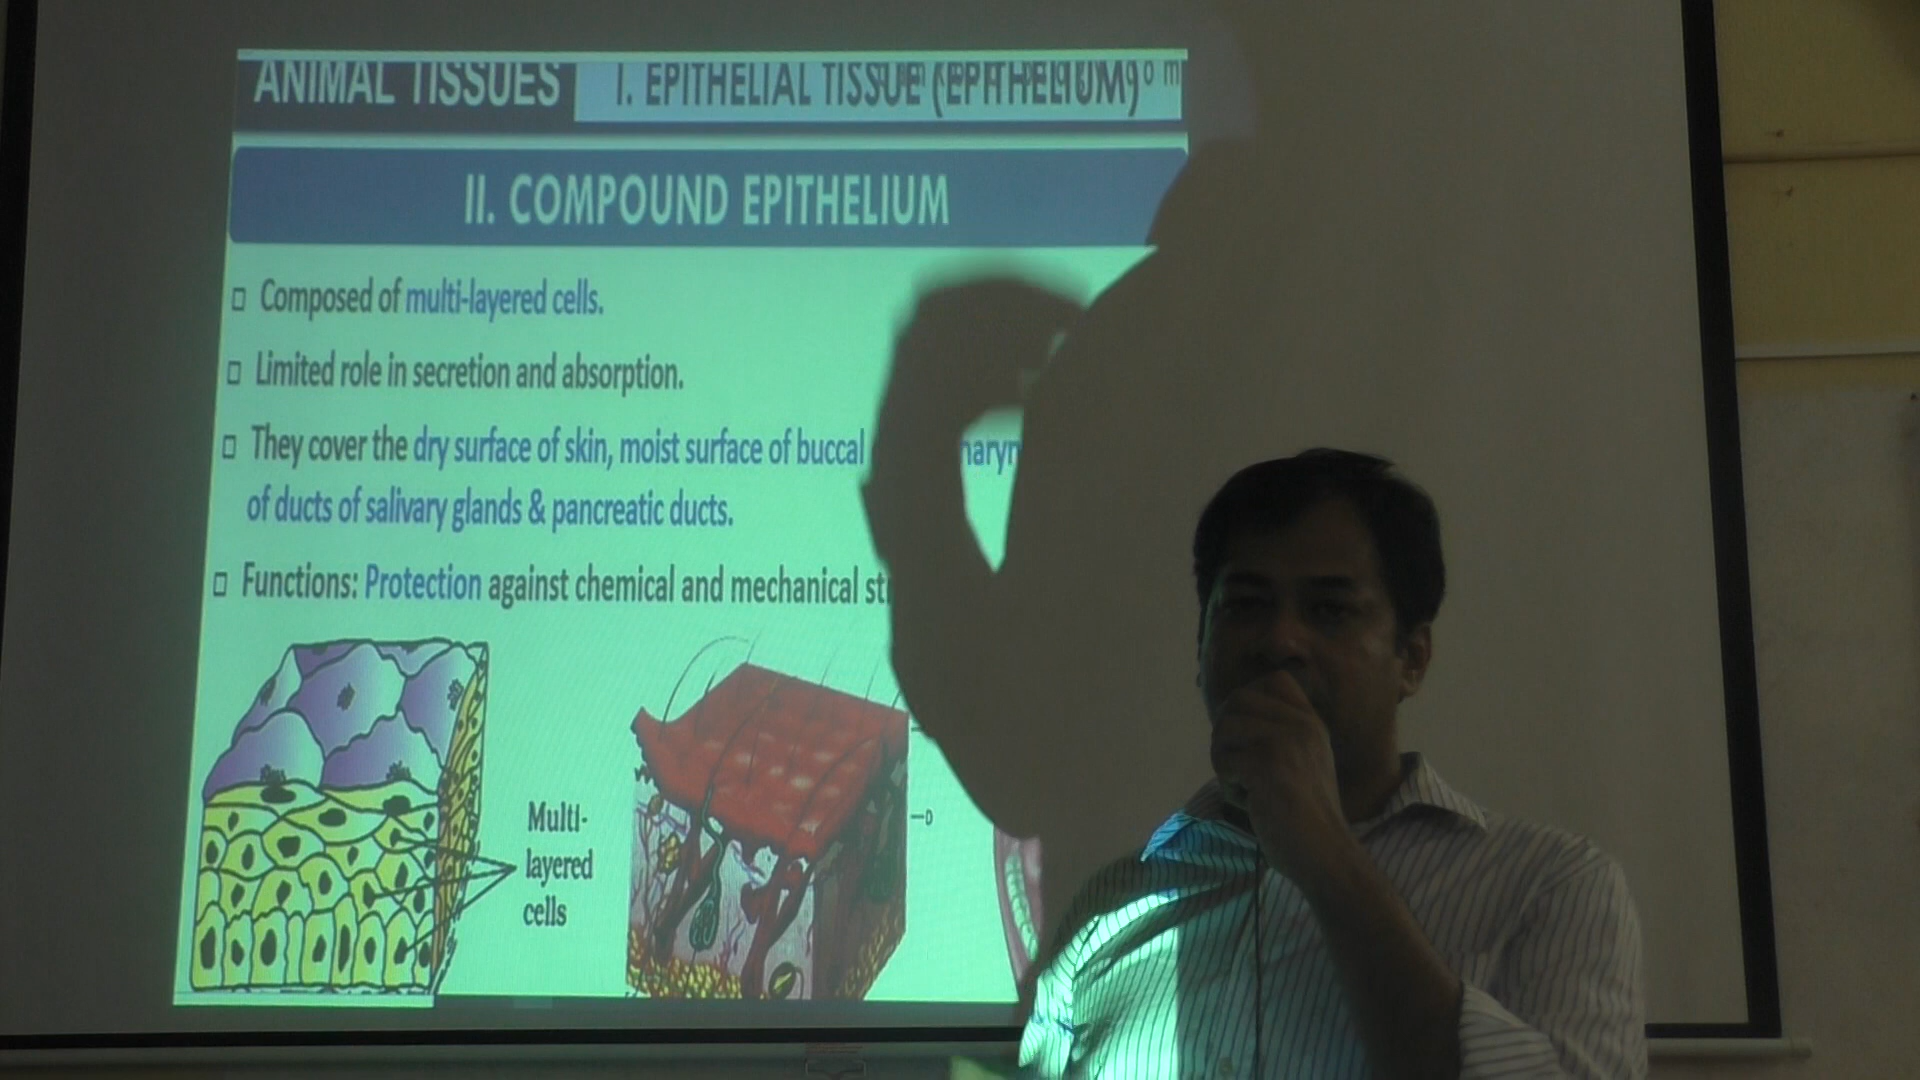 ANIMAL TISSUES I. EPITHELIAL TISSUE (EPITHELIUM)
II. COMPOUND EPITHELIUM
Composed of multi-layered cells.
Limited role in secretion and absorption.
They cover the dry surface of skin, moist surface of buccal
of ducts of salivary glands & pancreatic ducts.
Functions: Protection against chemical and mechanical
Multi-
layered
cells
D